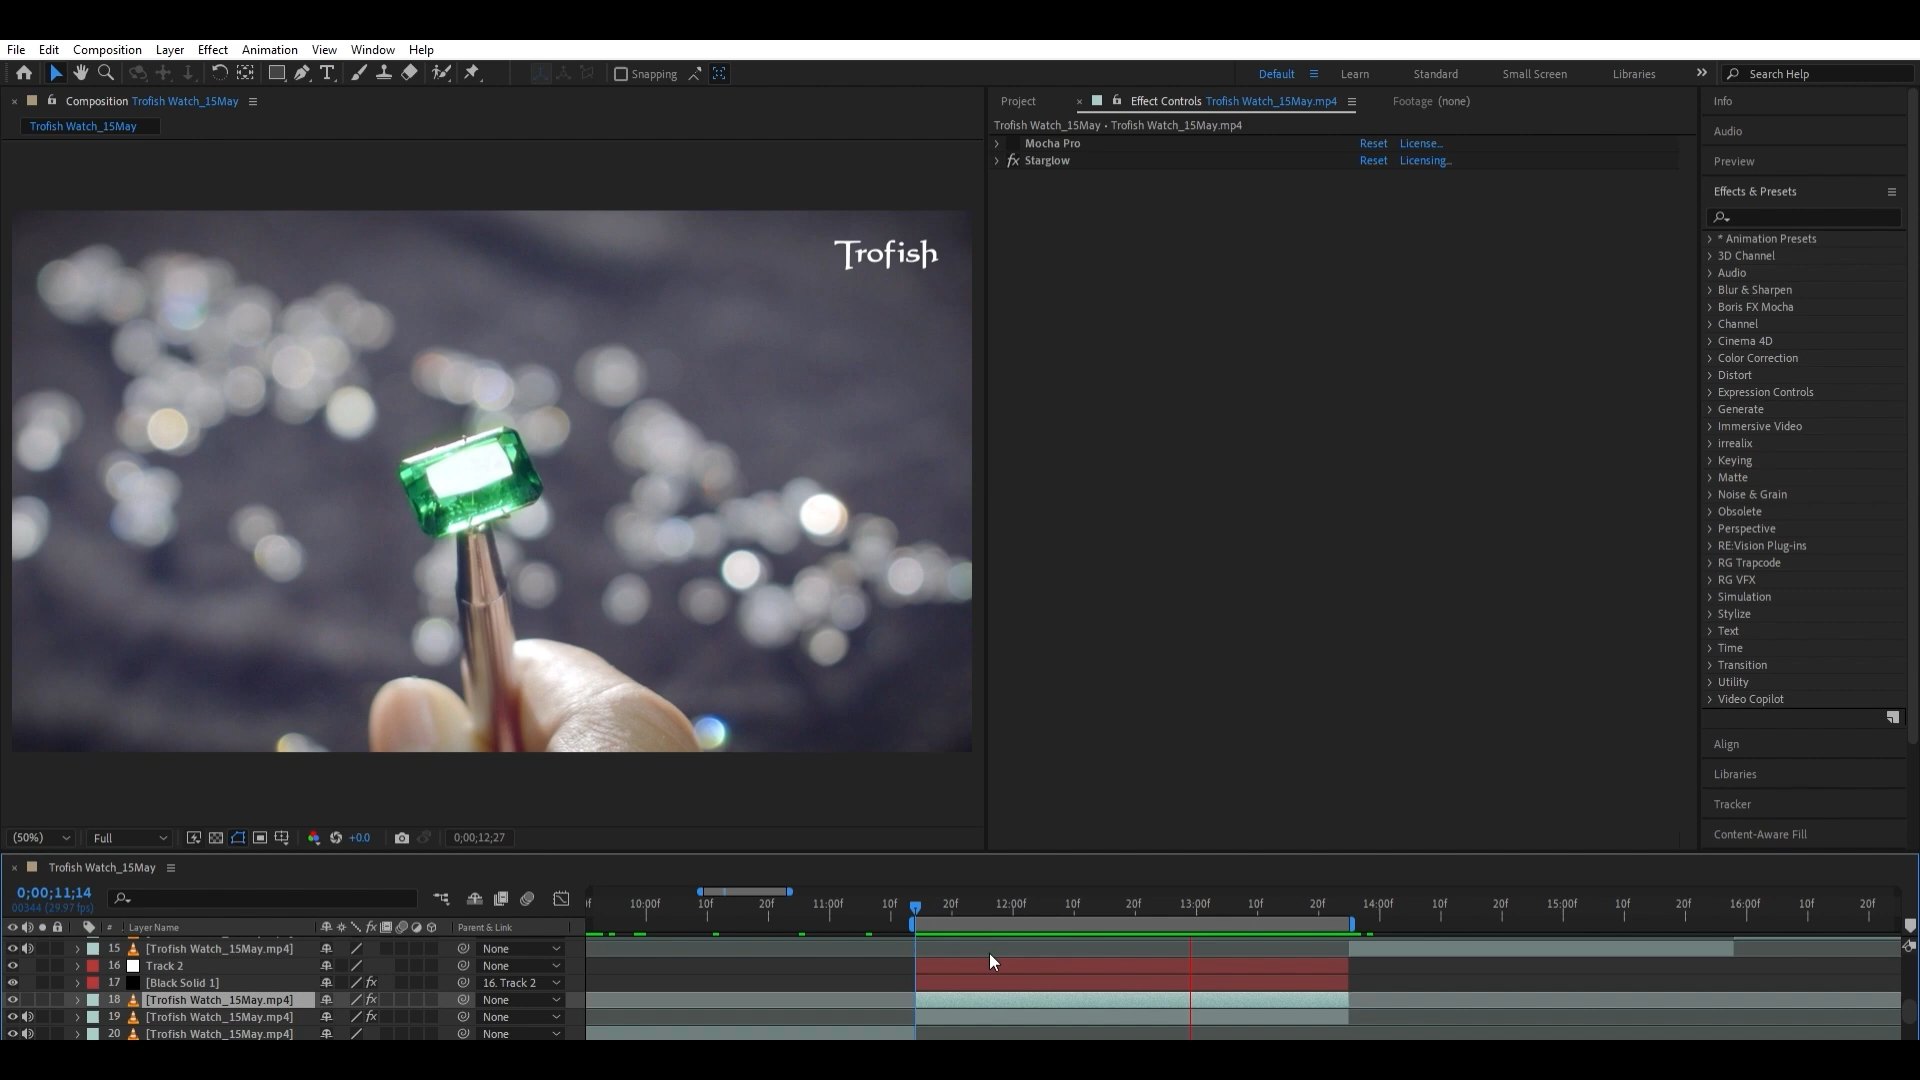 File Edit Composition Layer Effect Animation View Window Help
Snapping
Default Learn Standard Small Screen Libraries » Search Help
× Composition Trofish Watch_15May
Trofish Watch_15May
Trofish
(50%) Full +0.0 0;00;12;27
Project × Effect Controls Trofish Watch_15May.mp4 Footage (none)
Trofish Watch_15May • Trofish Watch_15May.mp4
Mocha Pro Reset License...
fx Starglow Reset Licensing...
Info
Audio
Preview
Effects & Presets
* Animation Presets
3D Channel
Audio
Blur & Sharpen
Boris FX Mocha
Channel
Cinema 4D
Color Correction
Distort
Expression Controls
Generate
Immersive Video
irrealix
Keying
Matte
Noise & Grain
Obsolete
Perspective
RE:Vision Plug-ins
RG Trapcode
RG VFX
Simulation
Stylize
Text
Time
Transition
Utility
Video Copilot
Align
Libraries
Tracker
Content-Aware Fill
× Trofish Watch_15May
0;00;11;14
00344 (29.97 fps)
f 10:00f 10f 20f 11:00f 10f 20f 12:00f 10f 20f 13:00f 10f 20f 14:00f 10f 20f 15:00f 10f 20f 16:00f 10f 20f
# Layer Name fx Parent & Link
15 [Trofish Watch_15May.mp4] None
16 Track 2 None
17 [Black Solid 1] fx 16. Track 2
18 [Trofish Watch_15May.mp4] fx None
19 [Trofish Watch_15May.mp4] fx None
20 [Trofish Watch_15May.mp4] None